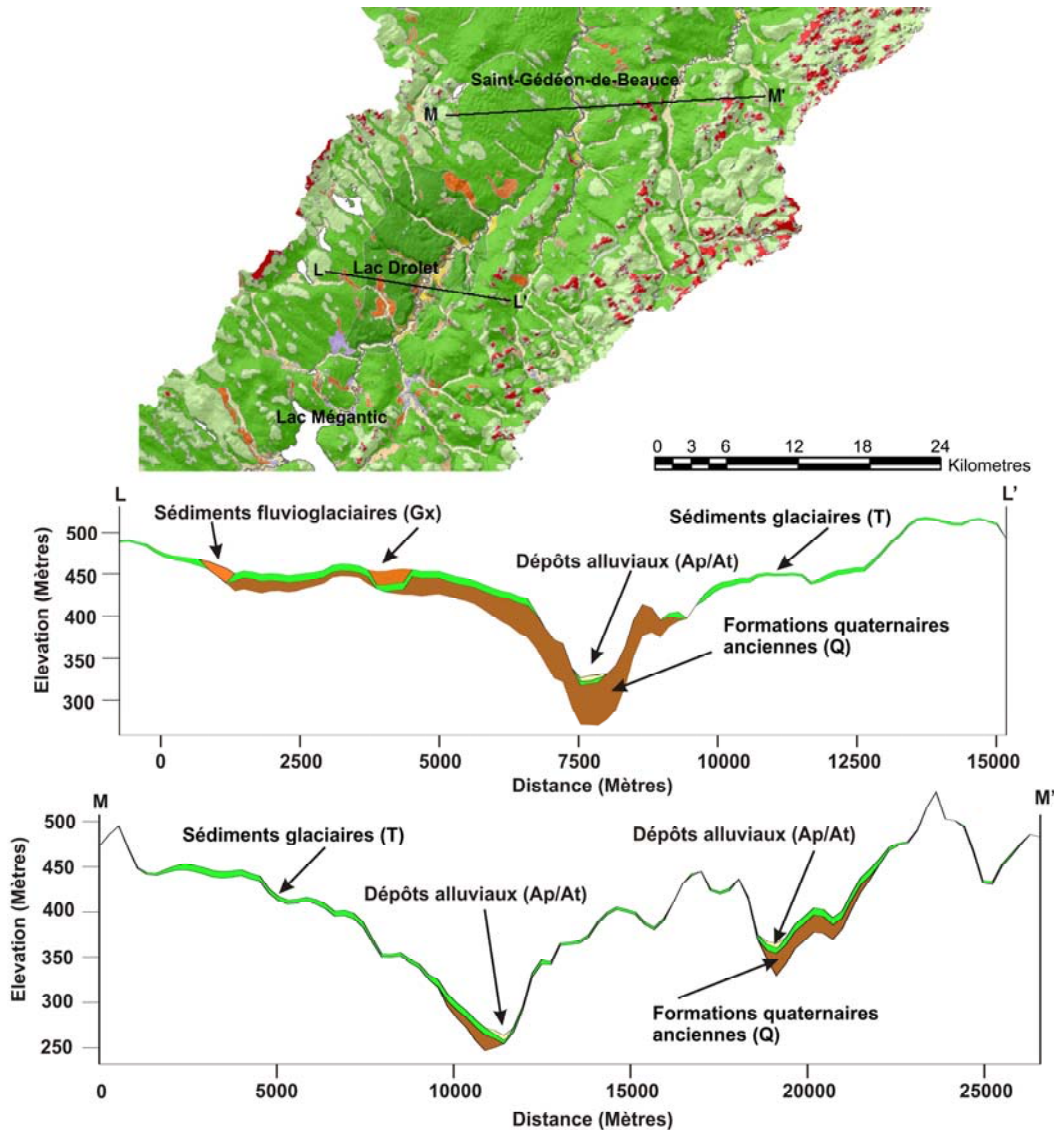 Saint-Gédéon-de-Beauce
M M'
L Lac Drolet
L'
Lac Mégantic
0 3 6 12 18 24
Kilometres
L L'
Sédiments fluvioglaciaires (Gx)
Sédiments glaciaires (T)
Dépôts alluviaux (Ap/At)
Formations quaternaires
anciennes (Q)
Elevation (Mètres)
500
450
400
350
300
0 2500 5000 7500 10000 12500 15000
Distance (Mètres)
M M'
Sédiments glaciaires (T)
Dépôts alluviaux (Ap/At)
Dépôts alluviaux (Ap/At)
Formations quaternaires
anciennes (Q)
Elevation (Mètres)
500
450
400
350
300
250
0 5000 10000 15000 20000 25000
Distance (Mètres)